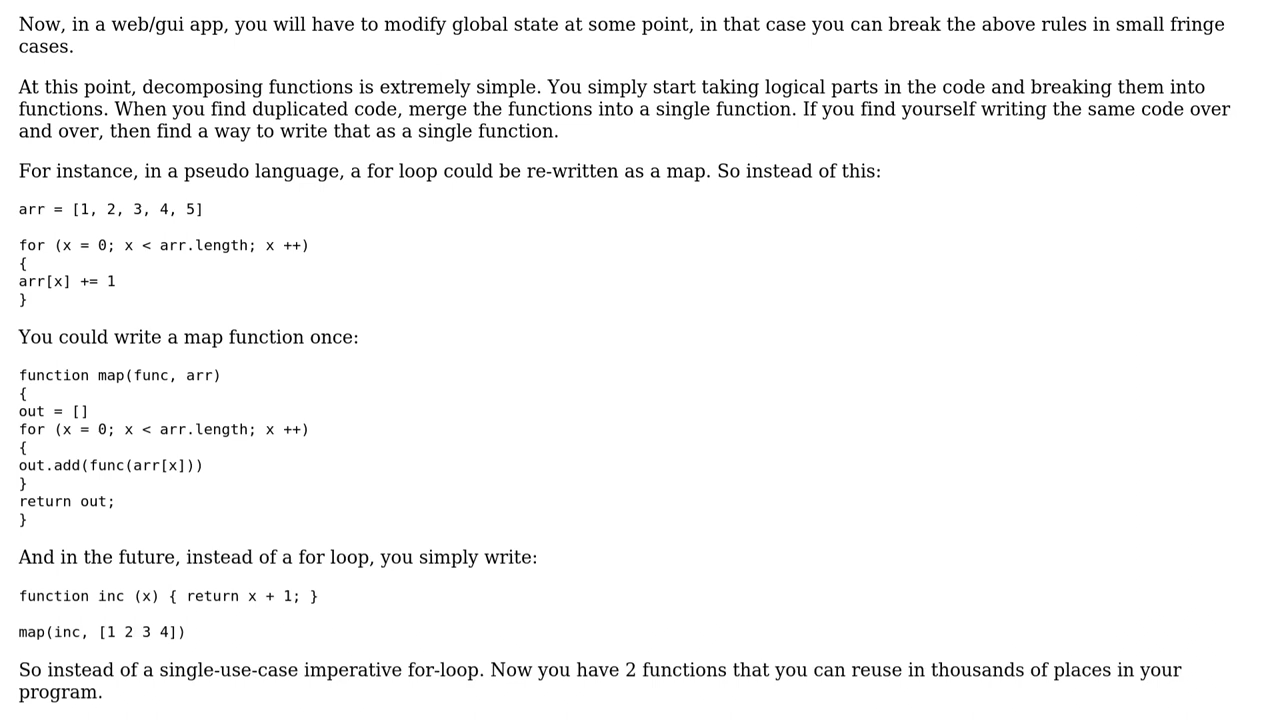 Now, in a web/gui app, you will have to modify global state at some point, in that case you can break the above rules in small fringe
cases.
At this point, decomposing functions is extremely simple. You simply start taking logical parts in the code and breaking them into
functions. When you find duplicated code, merge the functions into a single function. If you find yourself writing the same code over
and over, then find a way to write that as a single function.
For instance, in a pseudo language, a for loop could be re-written as a map. So instead of this:
arr = [1, 2, 3, 4, 5]
for (x = 0; x < arr.length; x ++)
{
arr[x] += 1
}
You could write a map function once:
function map(func, arr)
{
out = []
for (x = 0; x < arr.length; x ++)
{
out.add(func(arr[x]))
}
return out;
}
And in the future, instead of a for loop, you simply write:
function inc (x) { return x + 1; }
map(inc, [1 2 3 4])
So instead of a single-use-case imperative for-loop. Now you have 2 functions that you can reuse in thousands of places in your
program.